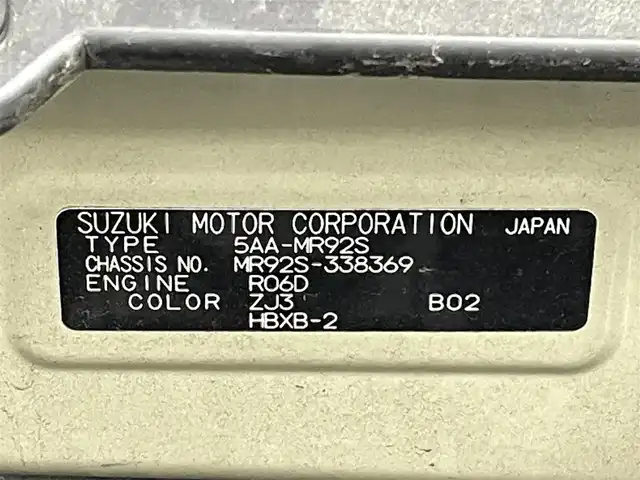 SUZUKI MOTOR CORPORATION JAPAN
TYPE 5AA-MR92S
CHASSIS NO. MR92S-338369
ENGINE R06D
COLOR ZJ3 B02
HBXB-2